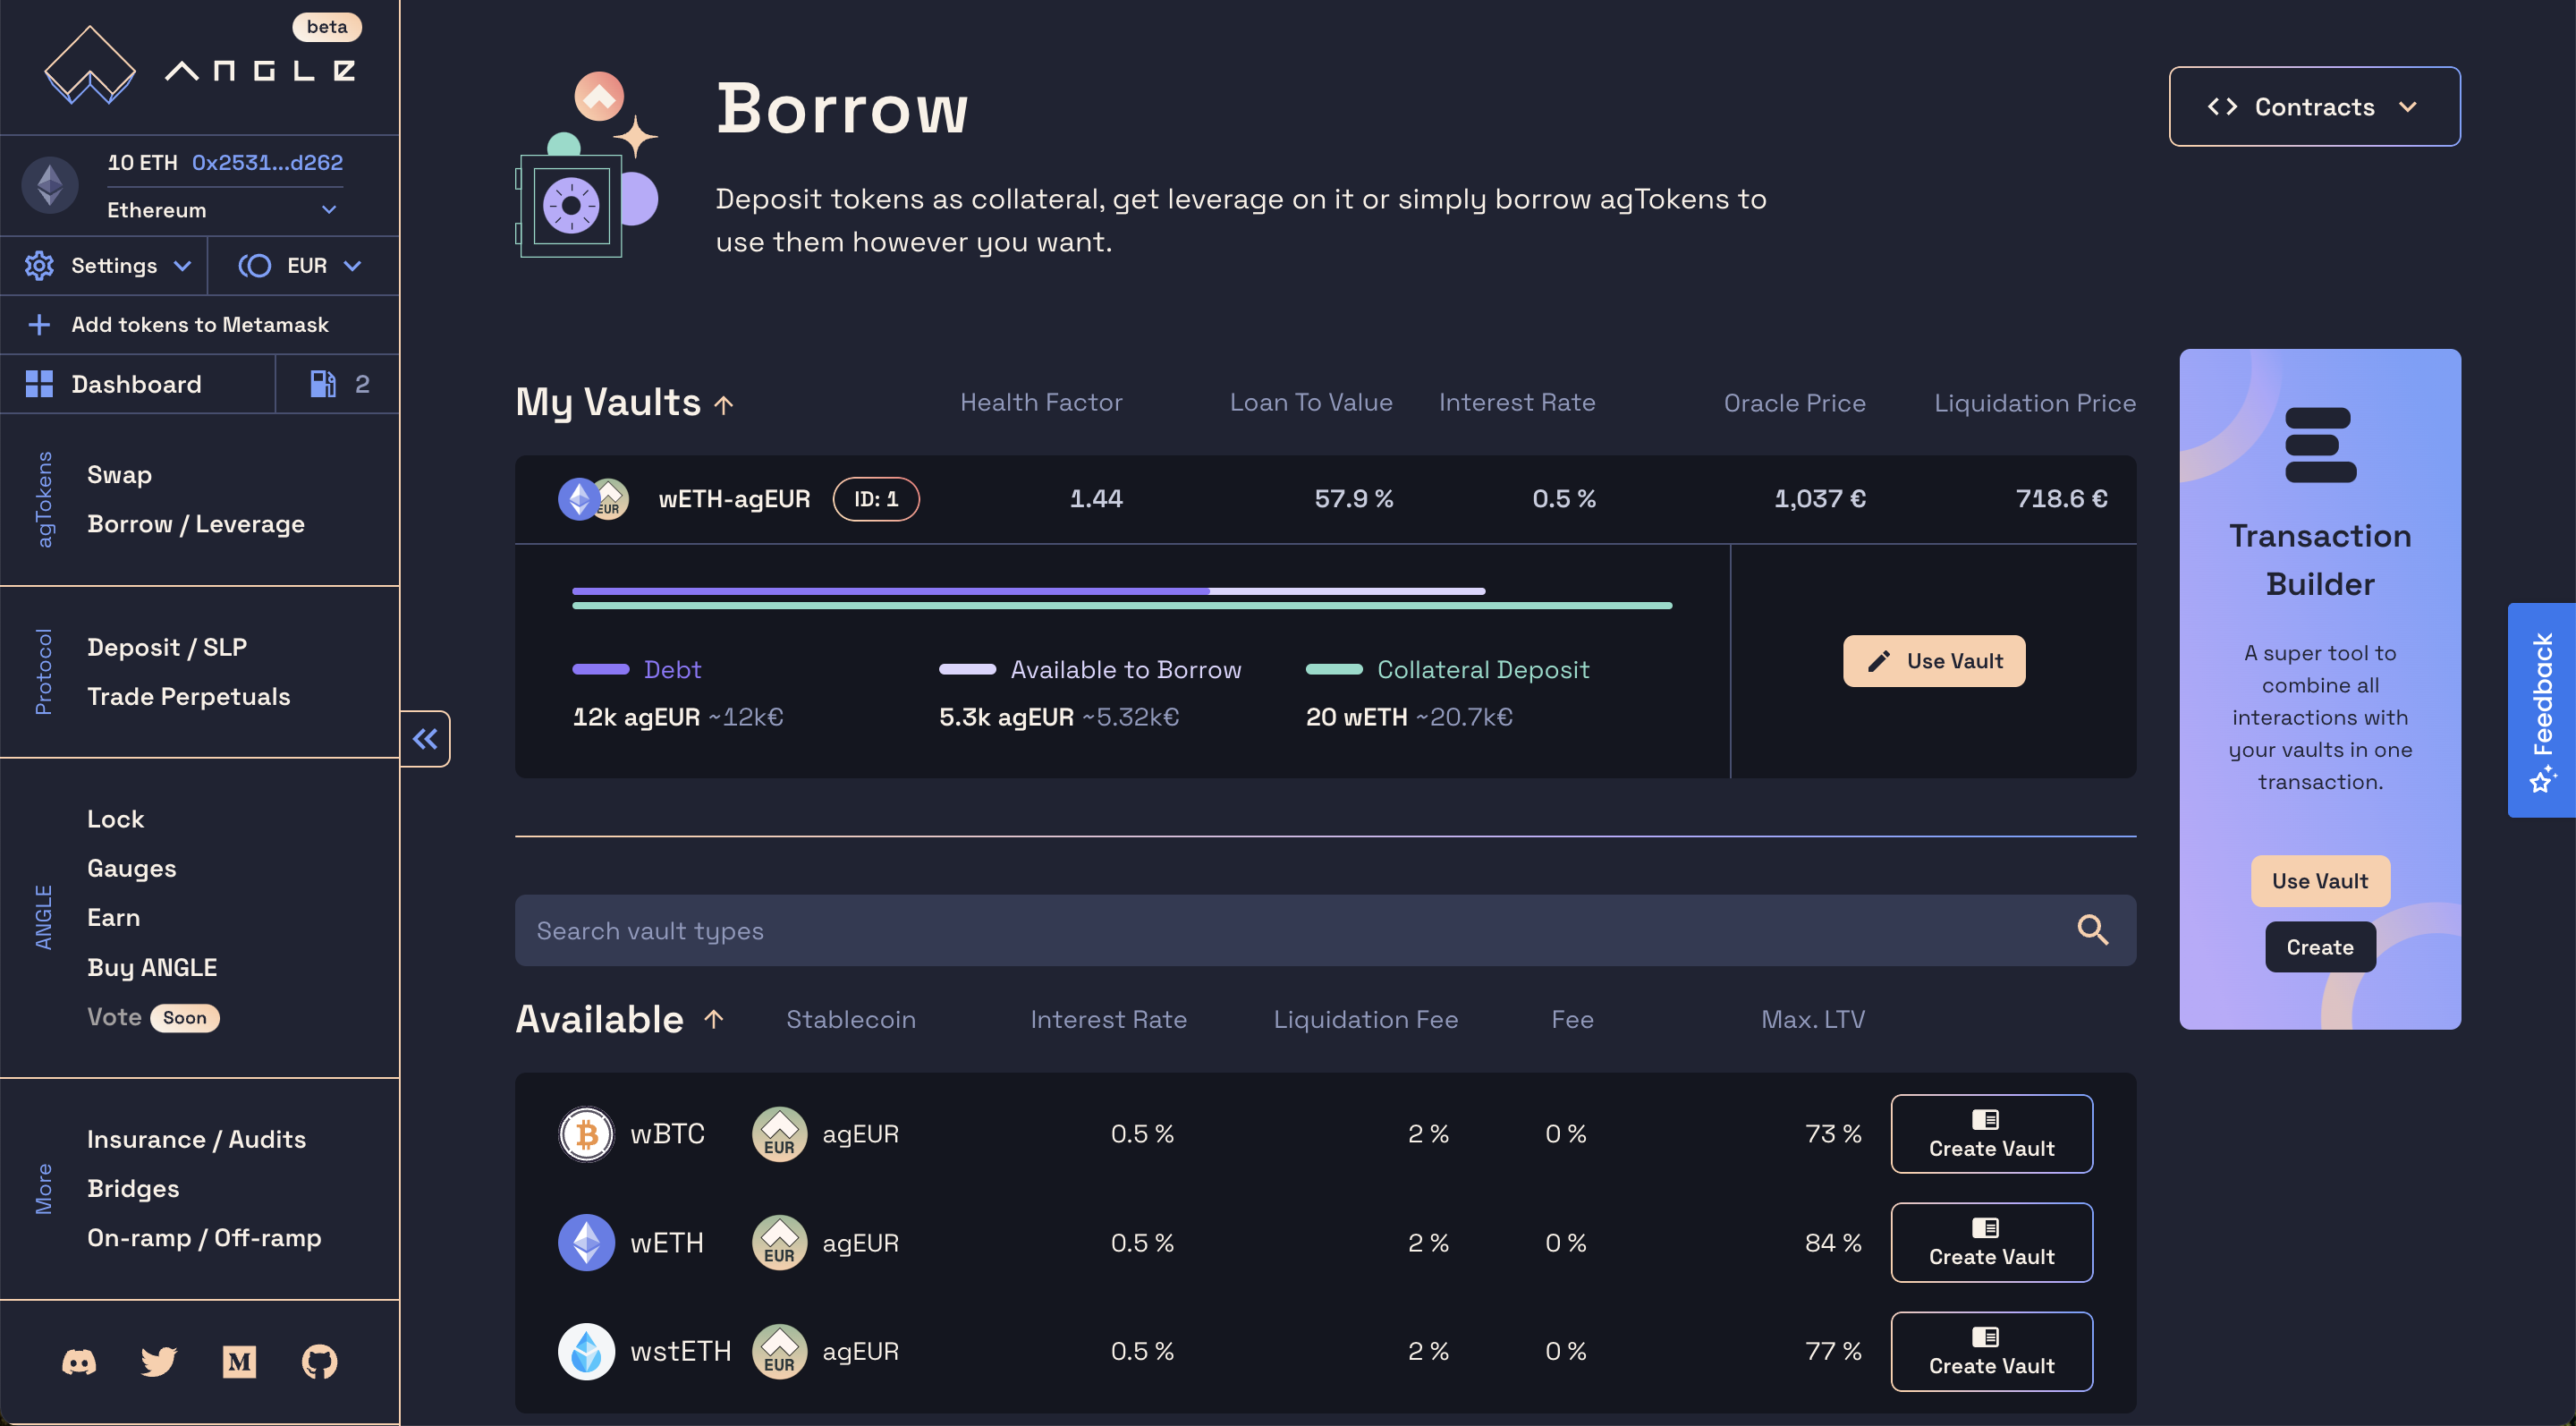 beta
ANGLE
10 ETH 0x2531...d262
Ethereum
Settings EUR
Add tokens to Metamask
Dashboard 2
agTokens
Swap
Borrow / Leverage
Protocol
Deposit / SLP
Trade Perpetuals
ANGLE
Lock
Gauges
Earn
Buy ANGLE
Vote Soon
More
Insurance / Audits
Bridges
On-ramp / Off-ramp
M
Borrow
Deposit tokens as collateral, get leverage on it or simply borrow agTokens to
use them however you want.
<> Contracts
My Vaults ↑ Health Factor Loan To Value Interest Rate Oracle Price Liquidation Price
EUR wETH-agEUR ID: 1 1.44 57.9 % 0.5 % 1,037 € 718.6 €
Debt Available to Borrow Collateral Deposit
12k agEUR ~12k€ 5.3k agEUR ~5.32k€ 20 wETH ~20.7k€
Use Vault
Search vault types
Available ↑ Stablecoin Interest Rate Liquidation Fee Fee Max. LTV
wBTC EUR agEUR 0.5 % 2 % 0 % 73 % Create Vault
wETH EUR agEUR 0.5 % 2 % 0 % 84 % Create Vault
wstETH EUR agEUR 0.5 % 2 % 0 % 77 % Create Vault
Transaction
Builder
A super tool to
combine all
interactions with
your vaults in one
transaction.
Use Vault
Create
Feedback